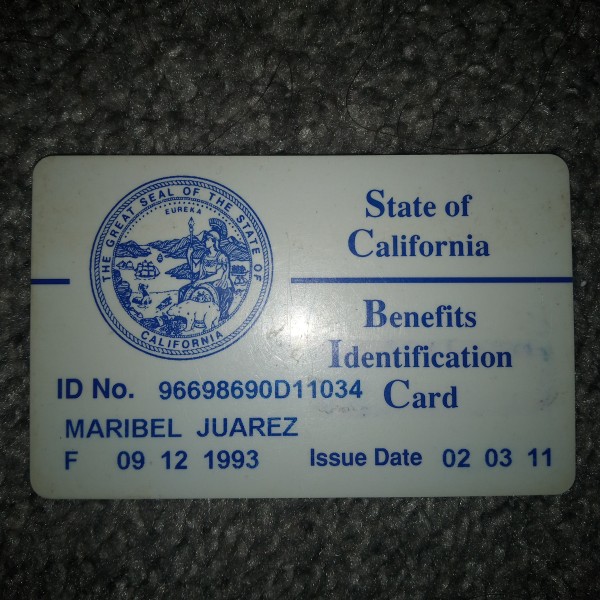 THE GREAT SEAL OF THE STATE OF CALIFORNIA
EUREKA
State of
California
Benefits
Identification
Card
ID No. 96698690D11034
MARIBEL JUAREZ
F 09 12 1993 Issue Date 02 03 11